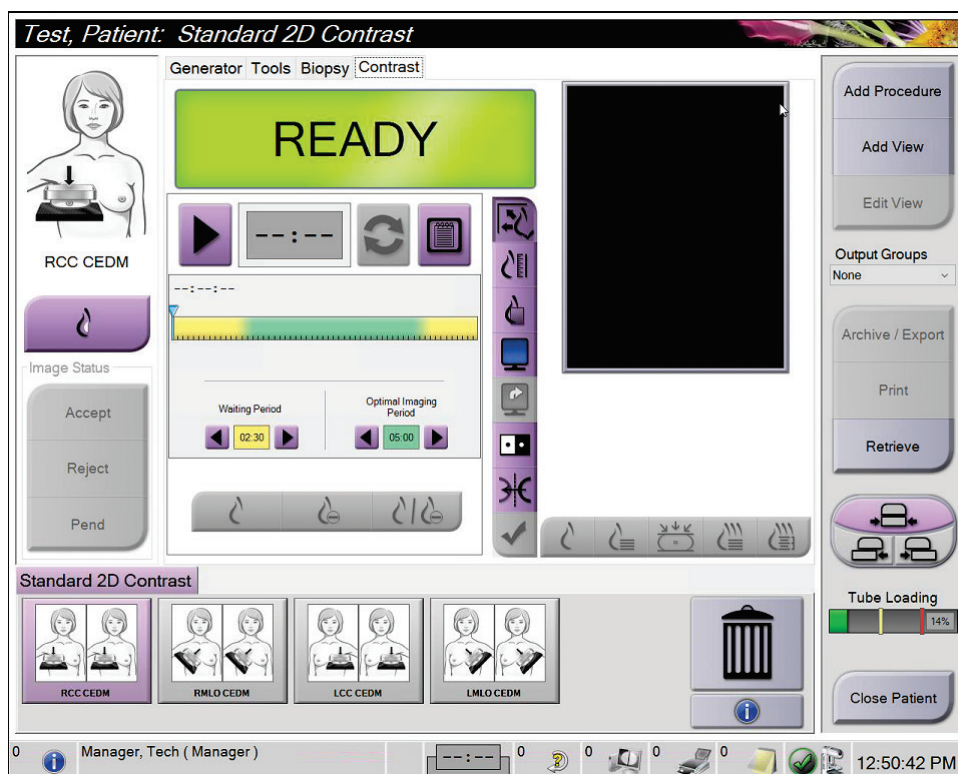 Test, Patient: Standard 2D Contrast
Generator Tools Biopsy Contrast
READY
RCC CEDM
--:--
--:--:--
Waiting Period
02:30
Optimal Imaging
Period
05:00
Image Status
Accept
Reject
Pend
Add Procedure
Add View
Edit View
Output Groups
None
Archive / Export
Print
Retrieve
Tube Loading
14%
Close Patient
Standard 2D Contrast
RCC CEDM
RMLO CEDM
LCC CEDM
LMLO CEDM
0 Manager, Tech ( Manager ) --:-- 0 0 0 0 12:50:42 PM